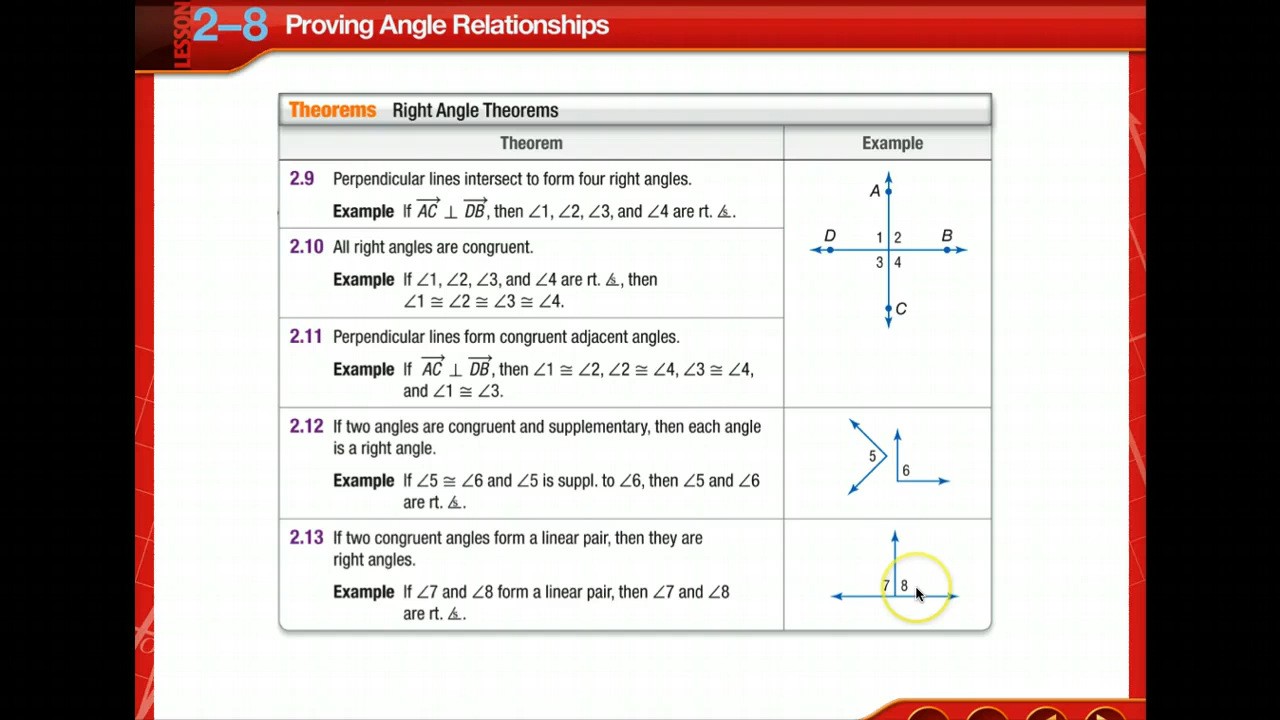 LESSON 2–8 Proving Angle Relationships
Theorems Right Angle Theorems
Theorem Example
2.9 Perpendicular lines intersect to form four right angles.
Example If AC ⊥ DB, then ∠1, ∠2, ∠3, and ∠4 are rt. ∡.
2.10 All right angles are congruent.
Example If ∠1, ∠2, ∠3, and ∠4 are rt. ∡, then
∠1 ≅ ∠2 ≅ ∠3 ≅ ∠4.
2.11 Perpendicular lines form congruent adjacent angles.
Example If AC ⊥ DB, then ∠1 ≅ ∠2, ∠2 ≅ ∠4, ∠3 ≅ ∠4,
and ∠1 ≅ ∠3.
A
D 1 2 B
3 4
C
2.12 If two angles are congruent and supplementary, then each angle
is a right angle.
Example If ∠5 ≅ ∠6 and ∠5 is suppl. to ∠6, then ∠5 and ∠6
are rt. ∡.
5
6
2.13 If two congruent angles form a linear pair, then they are
right angles.
Example If ∠7 and ∠8 form a linear pair, then ∠7 and ∠8
are rt. ∡.
7 8